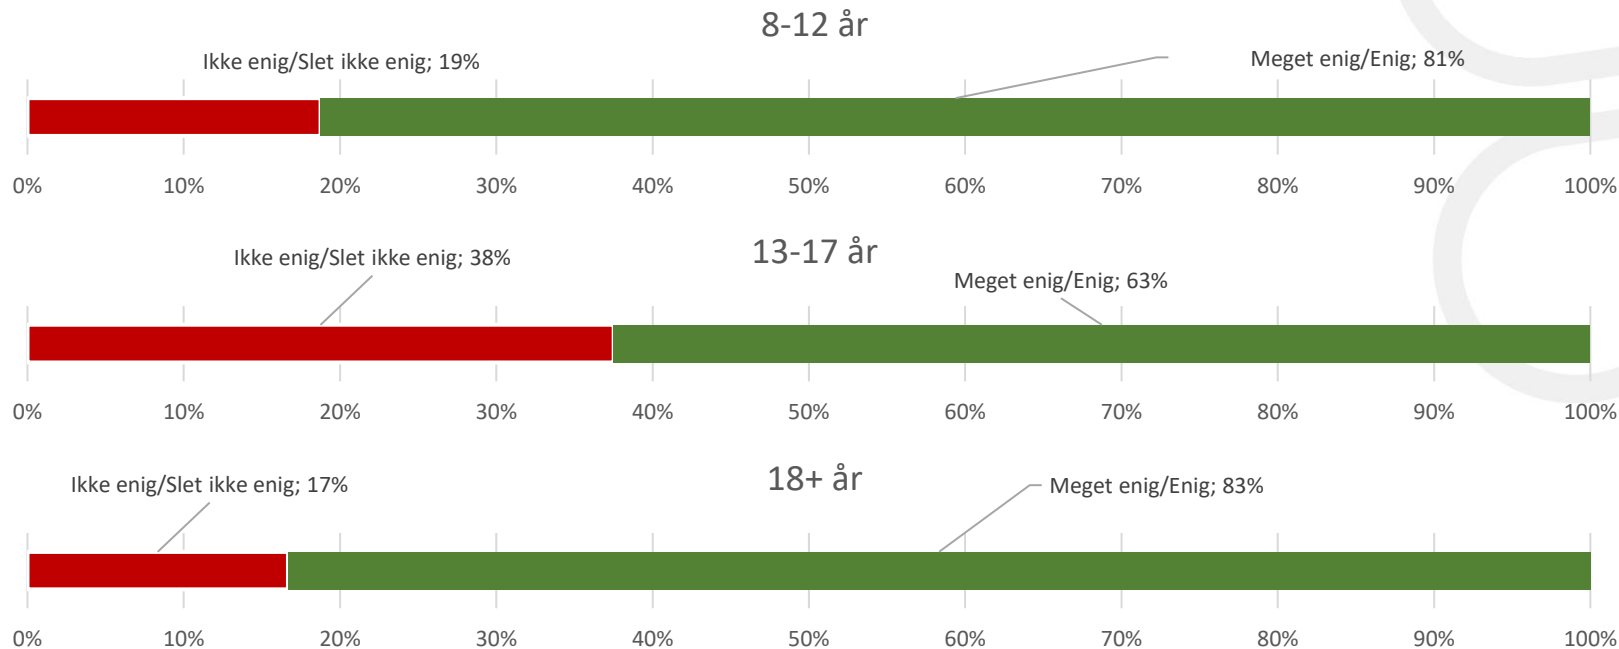 8-12 år
Ikke enig/Slet ikke enig; 19%
Meget enig/Enig; 81%
0% 10% 20% 30% 40% 50% 60% 70% 80% 90% 100%
13-17 år
Ikke enig/Slet ikke enig; 38%
Meget enig/Enig; 63%
0% 10% 20% 30% 40% 50% 60% 70% 80% 90% 100%
18+ år
Ikke enig/Slet ikke enig; 17%
Meget enig/Enig; 83%
0% 10% 20% 30% 40% 50% 60% 70% 80% 90% 100%